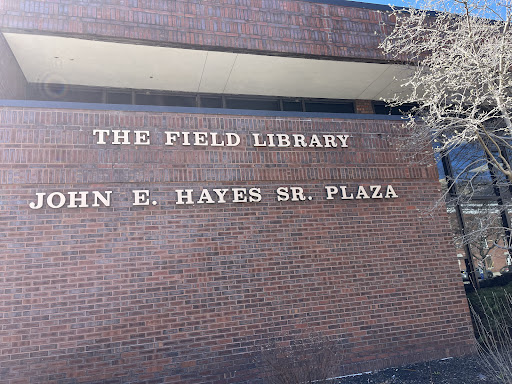 THE FIELD LIBRARY
JOHN E. HAYES SR. PLAZA